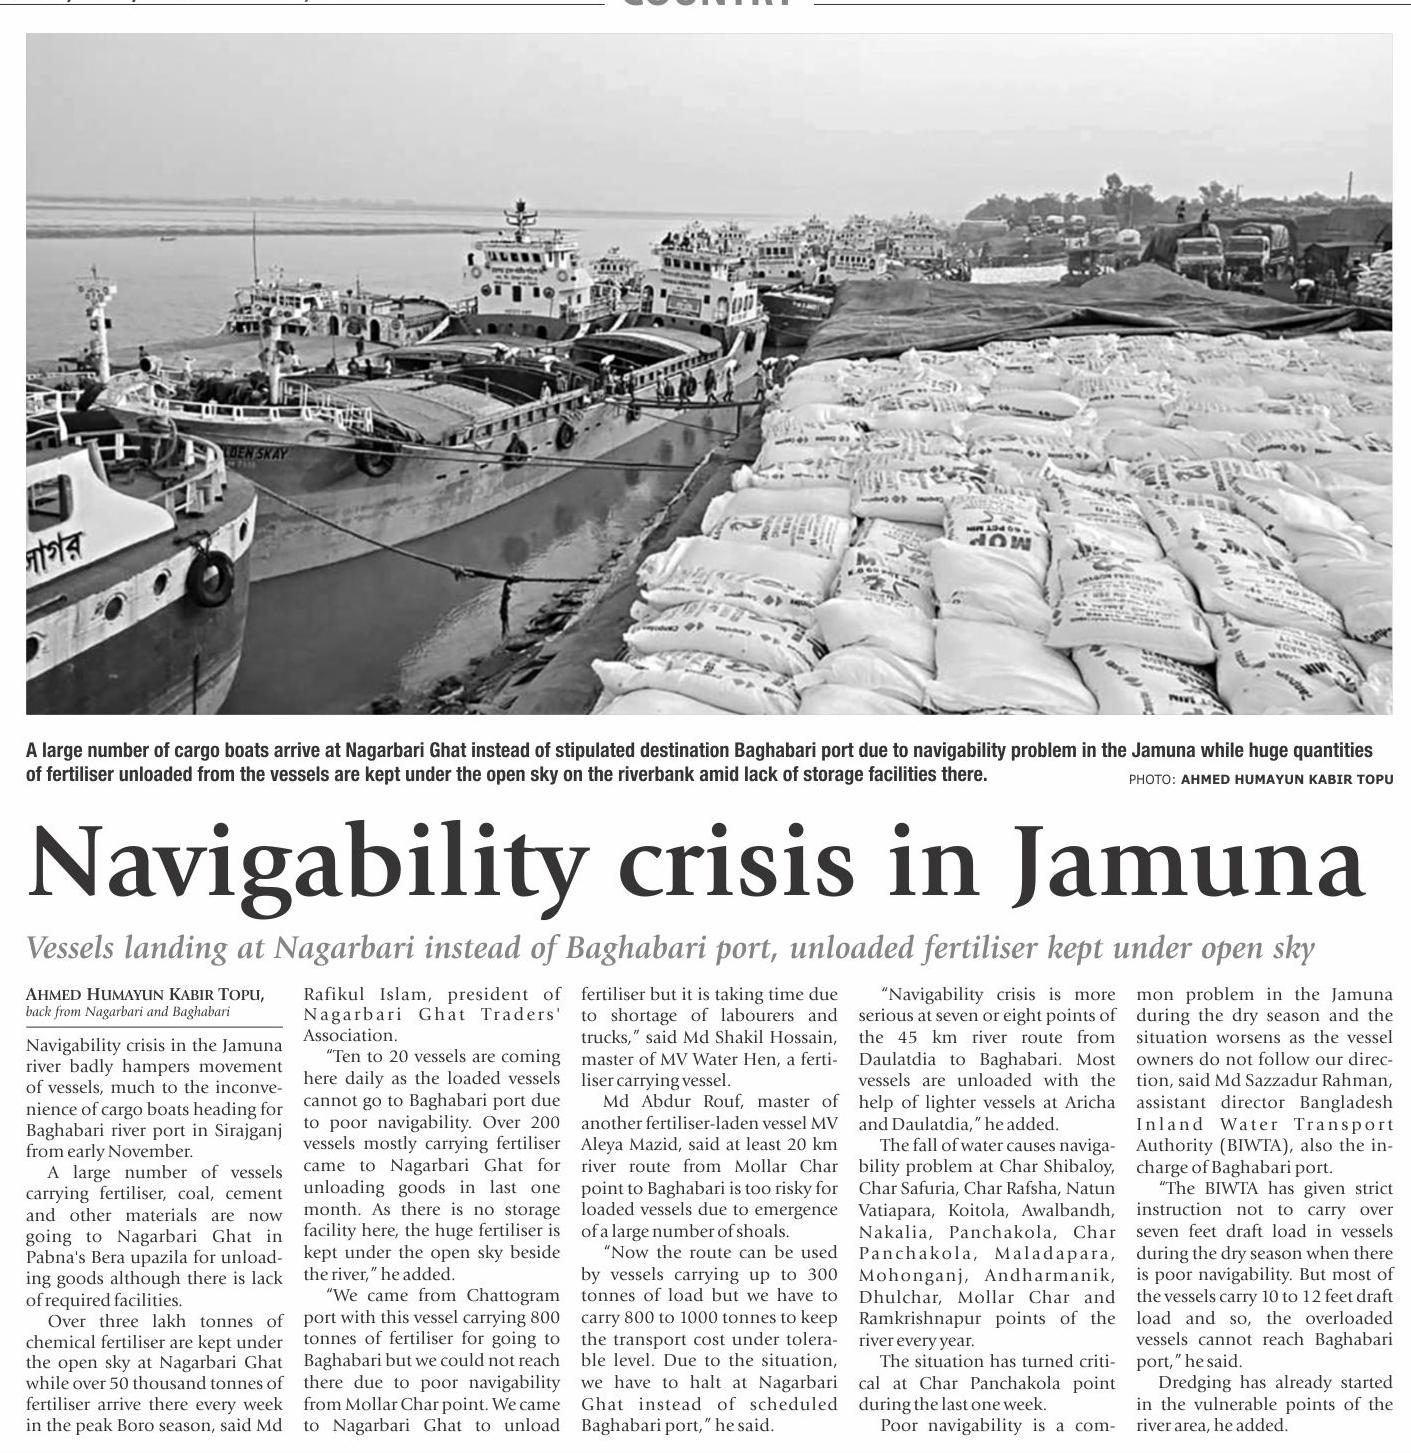 COUNTRY
LDEN SKAY
সাগর
MOP
A large number of cargo boats arrive at Nagarbari Ghat instead of stipulated destination Baghabari port due to navigability problem in the Jamuna while huge quantities
of fertiliser unloaded from the vessels are kept under the open sky on the riverbank amid lack of storage facilities there.
PHOTO: AHMED HUMAYUN KABIR TOPU
Navigability crisis in Jamuna
Vessels landing at Nagarbari instead of Baghabari port, unloaded fertiliser kept under open sky
AHMED HUMAYUN KABIR TOPU,
back from Nagarbari and Baghabari
Navigability crisis in the Jamuna
river badly hampers movement
of vessels, much to the inconve-
nience of cargo boats heading for
Baghabari river port in Sirajganj
from early November.
A large number of vessels
carrying fertiliser, coal, cement
and other materials are now
going to Nagarbari Ghat in
Pabna's Bera upazila for unload-
ing goods although there is lack
of required facilities.
Over three lakh tonnes of
chemical fertiliser are kept under
the open sky at Nagarbari Ghat
while over 50 thousand tonnes of
fertiliser arrive there every week
in the peak Boro season, said Md
Rafikul Islam, president of
Nagarbari Ghat Traders'
Association.
"Ten to 20 vessels are coming
here daily as the loaded vessels
cannot go to Baghabari port due
to poor navigability. Over 200
vessels mostly carrying fertiliser
came to Nagarbari Ghat for
unloading goods in last one
month. As there is no storage
facility here, the huge fertiliser is
kept under the open sky beside
the river," he added.
"We came from Chattogram
port with this vessel carrying 800
tonnes of fertiliser for going to
Baghabari but we could not reach
there due to poor navigability
from Mollar Char point. We came
to Nagarbari Ghat to unload
fertiliser but it is taking time due
to shortage of labourers and
trucks," said Md Shakil Hossain,
master of MV Water Hen, a ferti-
liser carrying vessel.
Md Abdur Rouf, master of
another fertiliser-laden vessel MV
Aleya Mazid, said at least 20 km
river route from Mollar Char
point to Baghabari is too risky for
loaded vessels due to emergence
of a large number of shoals.
"Now the route can be used
by vessels carrying up to 300
tonnes of load but we have to
carry 800 to 1000 tonnes to keep
the transport cost under tolera-
ble level. Due to the situation,
we have to halt at Nagarbari
Ghat instead of scheduled
Baghabari port," he said.
"Navigability crisis is more
serious at seven or eight points of
the 45 km river route from
Daulatdia to Baghabari. Most
vessels are unloaded with the
help of lighter vessels at Aricha
and Daulatdia," he added.
The fall of water causes naviga-
bility problem at Char Shibaloy,
Char Safuria, Char Rafsha, Natun
Vatiapara, Koitola, Awalbandh,
Nakalia, Panchakola, Char
Panchakola, Maladapara,
Mohonganj, Andharmanik,
Dhulchar, Mollar Char and
Ramkrishnapur points of the
river every year.
The situation has turned criti-
cal at Char Panchakola point
during the last one week.
Poor navigability is a com-
mon problem in the Jamuna
during the dry season and the
situation worsens as the vessel
owners do not follow our direc-
tion, said Md Sazzadur Rahman,
assistant director Bangladesh
Inland Water Transport
Authority (BIWTA), also the in-
charge of Baghabari port.
"The BIWTA has given strict
instruction not to carry over
seven feet draft load in vessels
during the dry season when there
is poor navigability. But most of
the vessels carry 10 to 12 feet draft
load and so, the overloaded
vessels cannot reach Baghabari
port," he said.
Dredging has already started
in the vulnerable points of the
river area, he added.